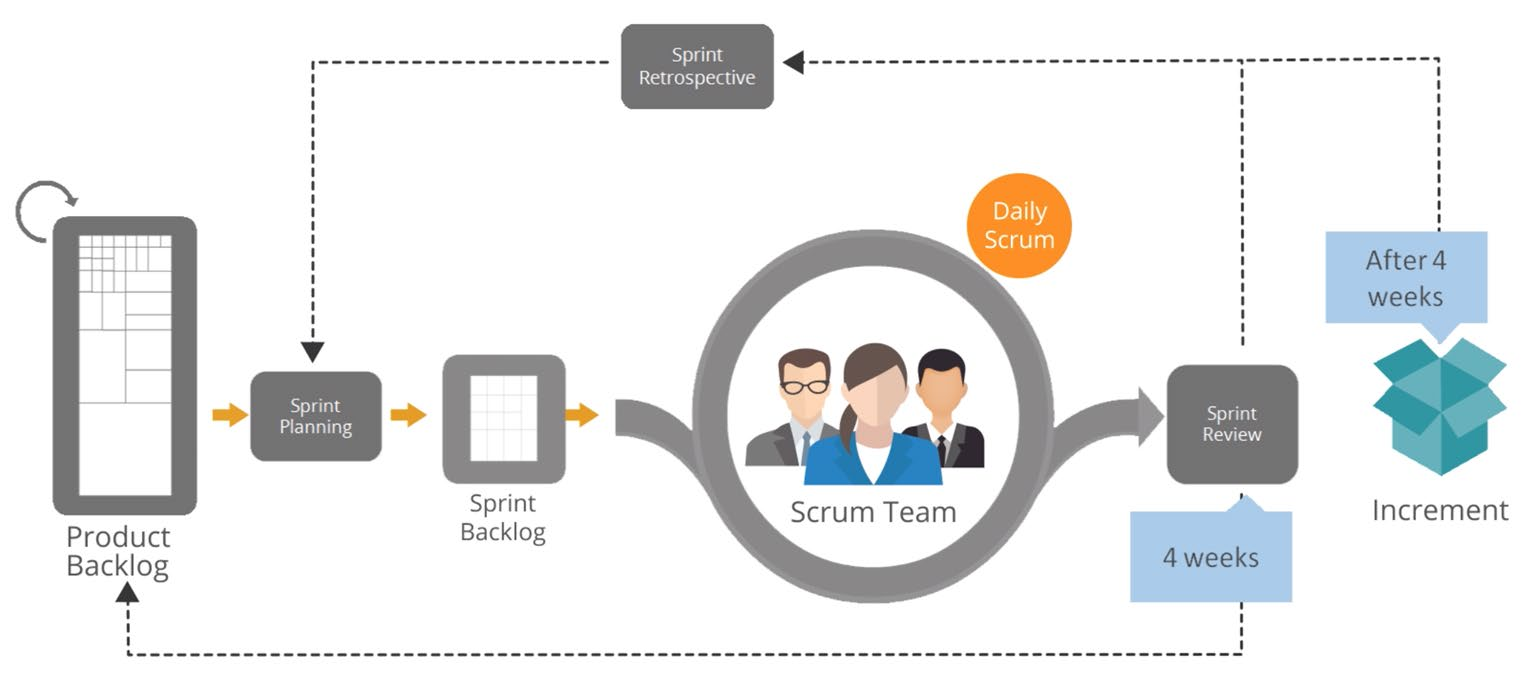 Sprint
Retrospective
Daily
Scrum
After 4
weeks
Sprint
Planning
Sprint
Review
Sprint
Backlog
Scrum Team
Increment
Product
Backlog
4 weeks